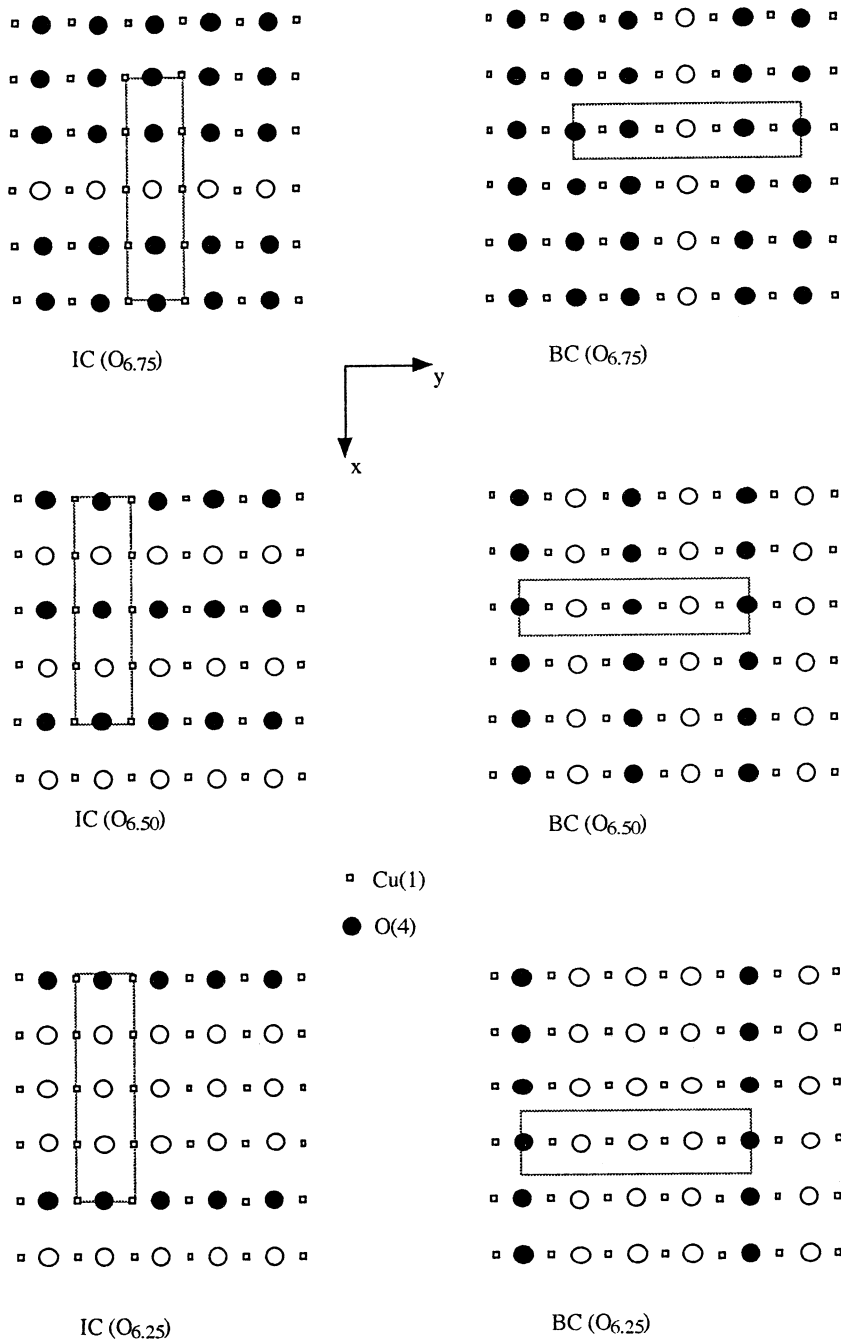 IC (O6.75)
BC (O6.75)
y
x
IC (O6.50)
BC (O6.50)
Cu(1)
O(4)
IC (O6.25)
BC (O6.25)